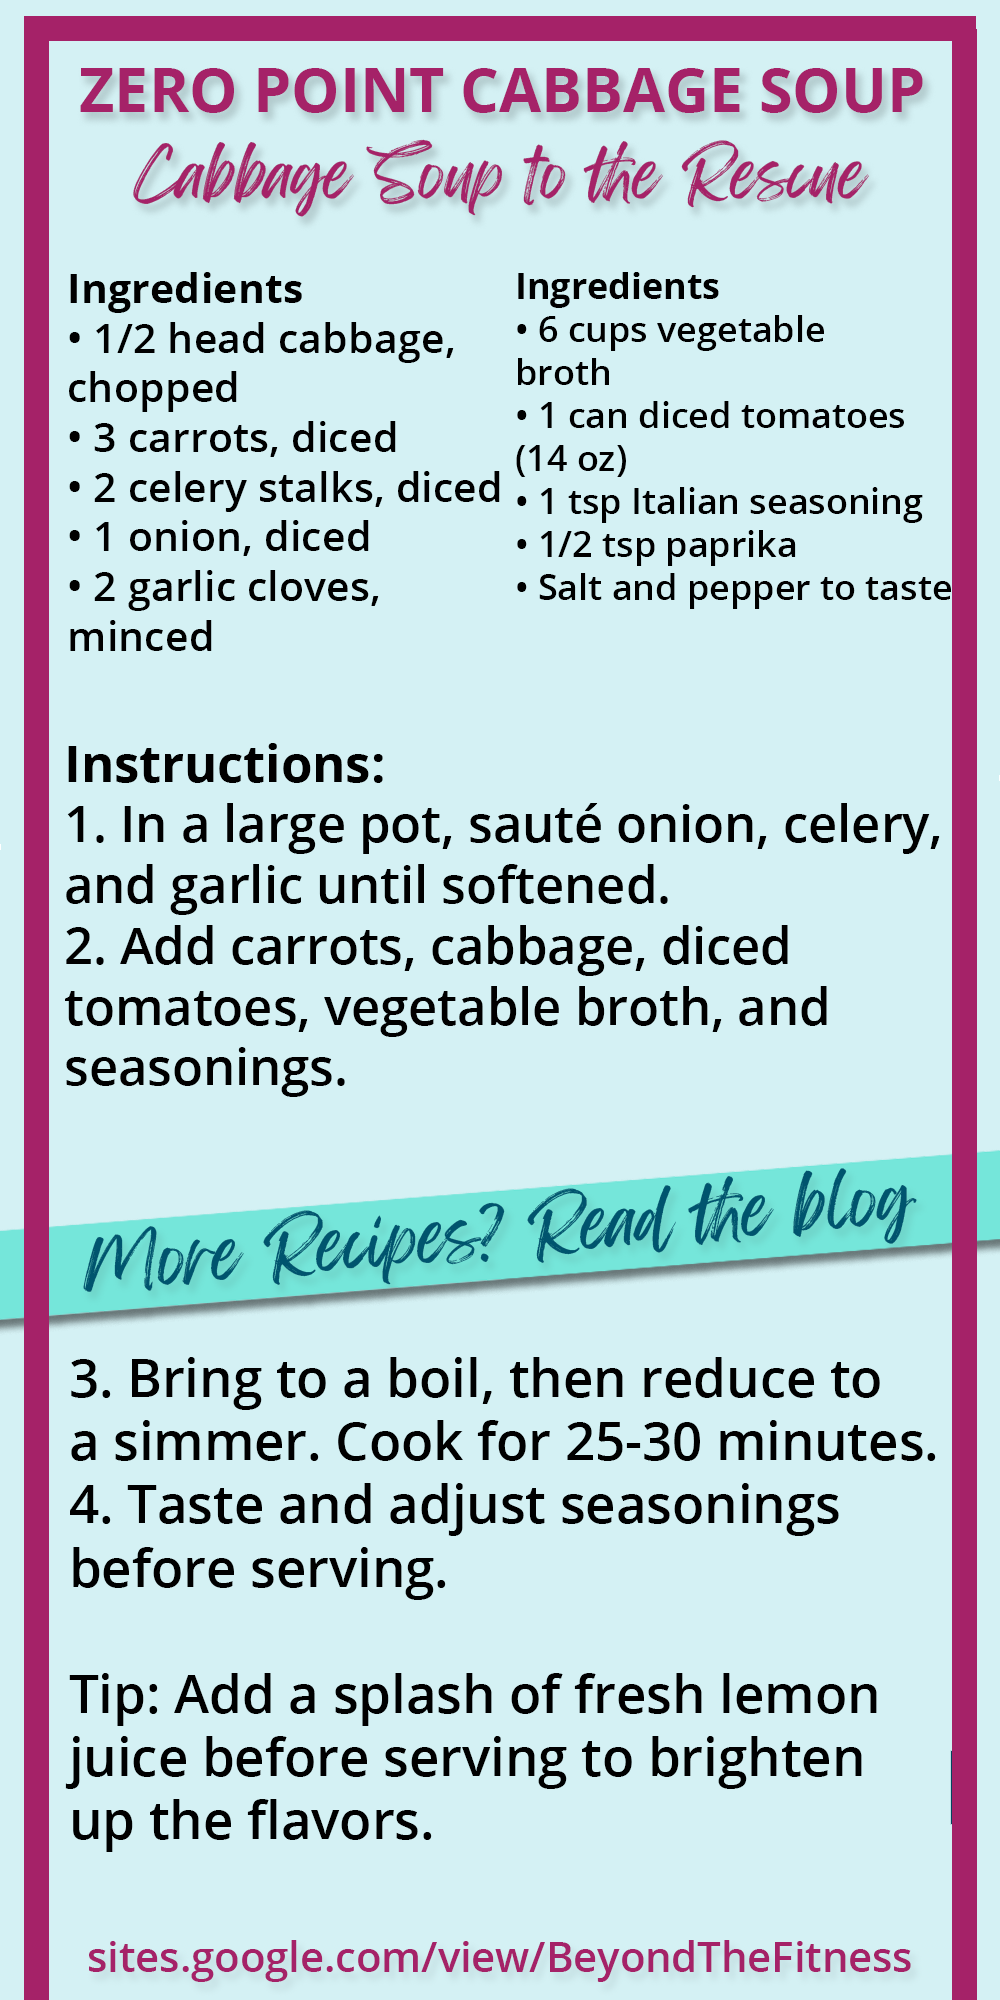 ZERO POINT CABBAGE SOUP
Cabbage Soup to the Rescue
Ingredients
• 1/2 head cabbage,
chopped
• 3 carrots, diced
• 2 celery stalks, diced
• 1 onion, diced
• 2 garlic cloves,
minced
Ingredients
• 6 cups vegetable
broth
• 1 can diced tomatoes
(14 oz)
• 1 tsp Italian seasoning
• 1/2 tsp paprika
• Salt and pepper to taste
Instructions:
1. In a large pot, sauté onion, celery,
and garlic until softened.
2. Add carrots, cabbage, diced
tomatoes, vegetable broth, and
seasonings.
More Recipes? Read the blog
3. Bring to a boil, then reduce to
a simmer. Cook for 25-30 minutes.
4. Taste and adjust seasonings
before serving.
Tip: Add a splash of fresh lemon
juice before serving to brighten
up the flavors.
sites.google.com/view/BeyondTheFitness